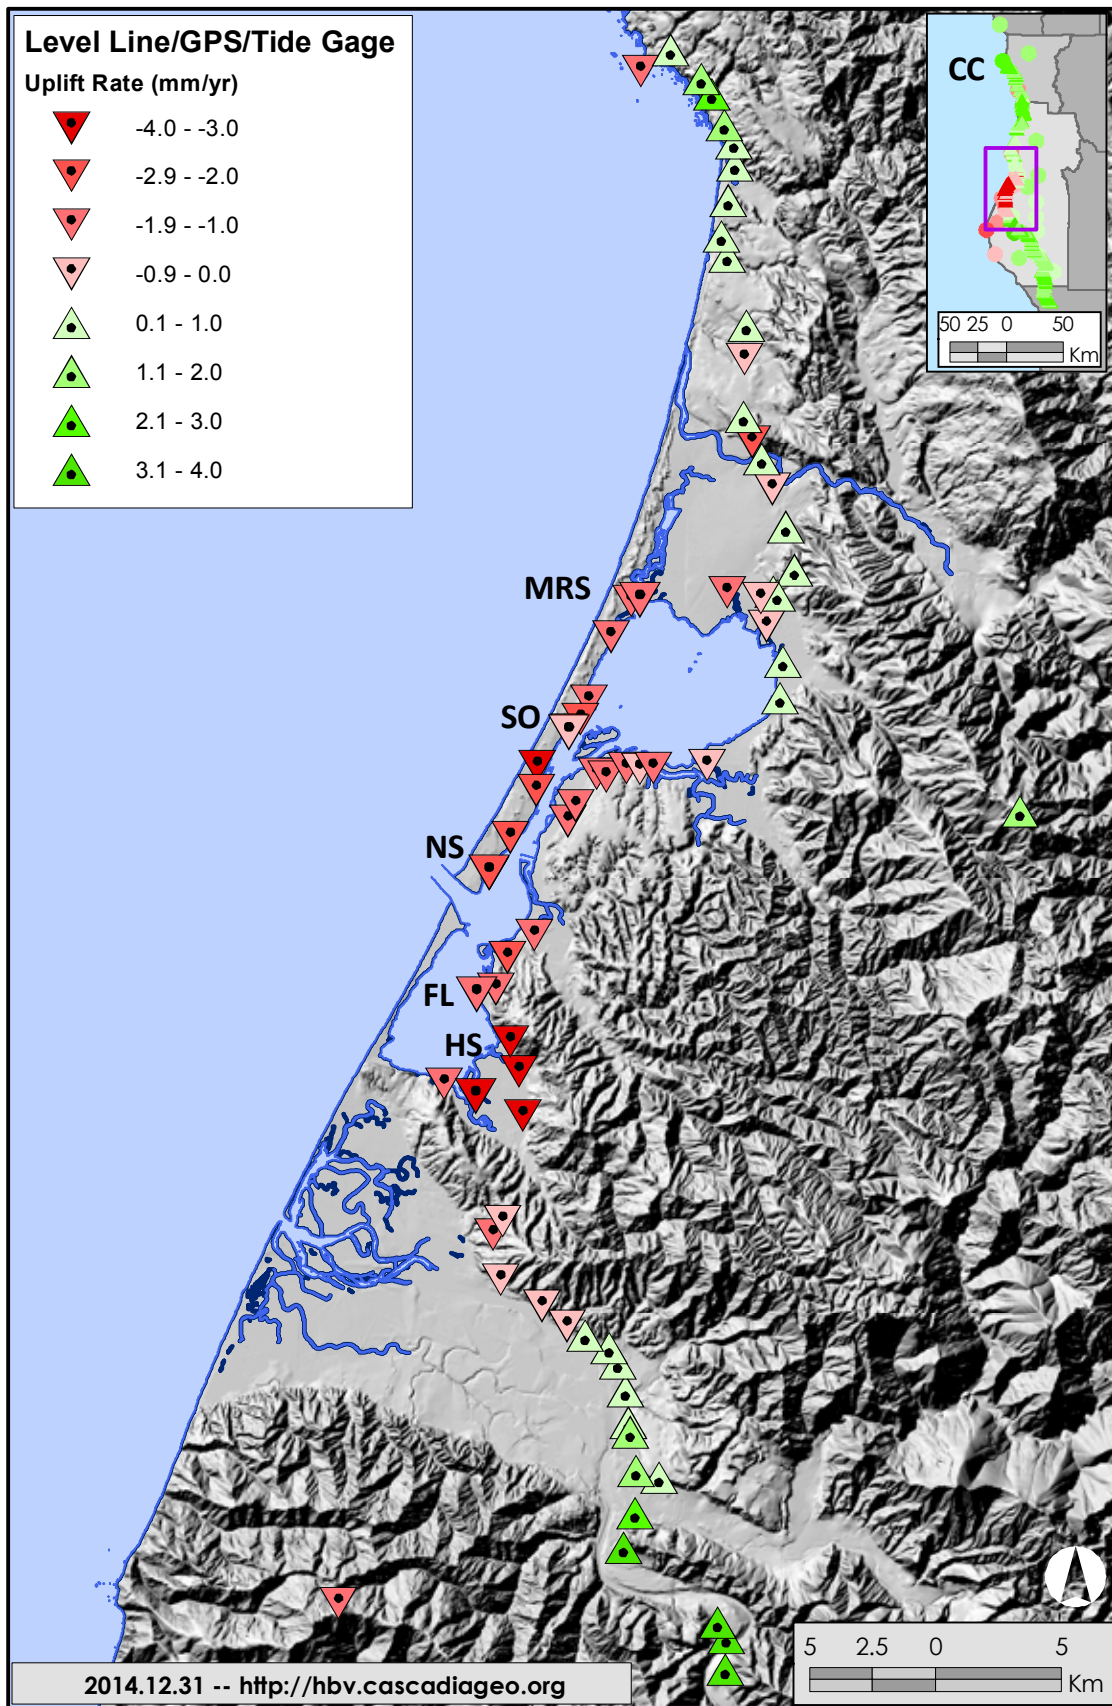 Level Line/GPS/Tide Gage
Uplift Rate (mm/yr)
-4.0 - -3.0
-2.9 - -2.0
-1.9 - -1.0
-0.9 - 0.0
0.1 - 1.0
1.1 - 2.0
2.1 - 3.0
3.1 - 4.0
CC
50 25 0 50
Km
MRS
SO
NS
FL
HS
5 2.5 0 5
Km
2014.12.31 -- http://hbv.cascadiageo.org